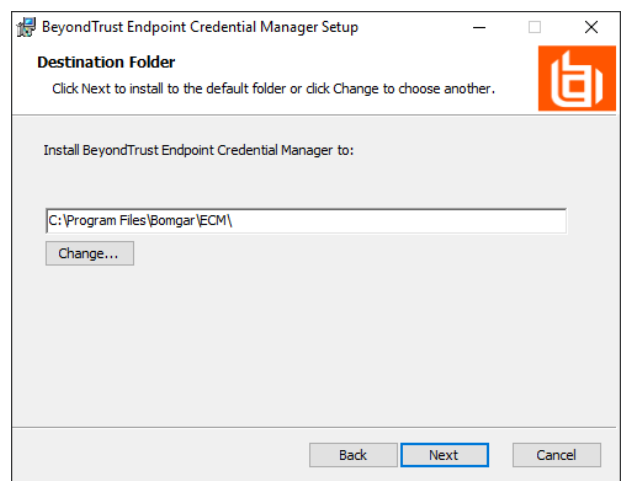 BeyondTrust Endpoint Credential Manager Setup
Destination Folder
Click Next to install to the default folder or click Change to choose another.
Install BeyondTrust Endpoint Credential Manager to:
C:\Program Files\Bomgar\ECM\
Change...
Back Next Cancel